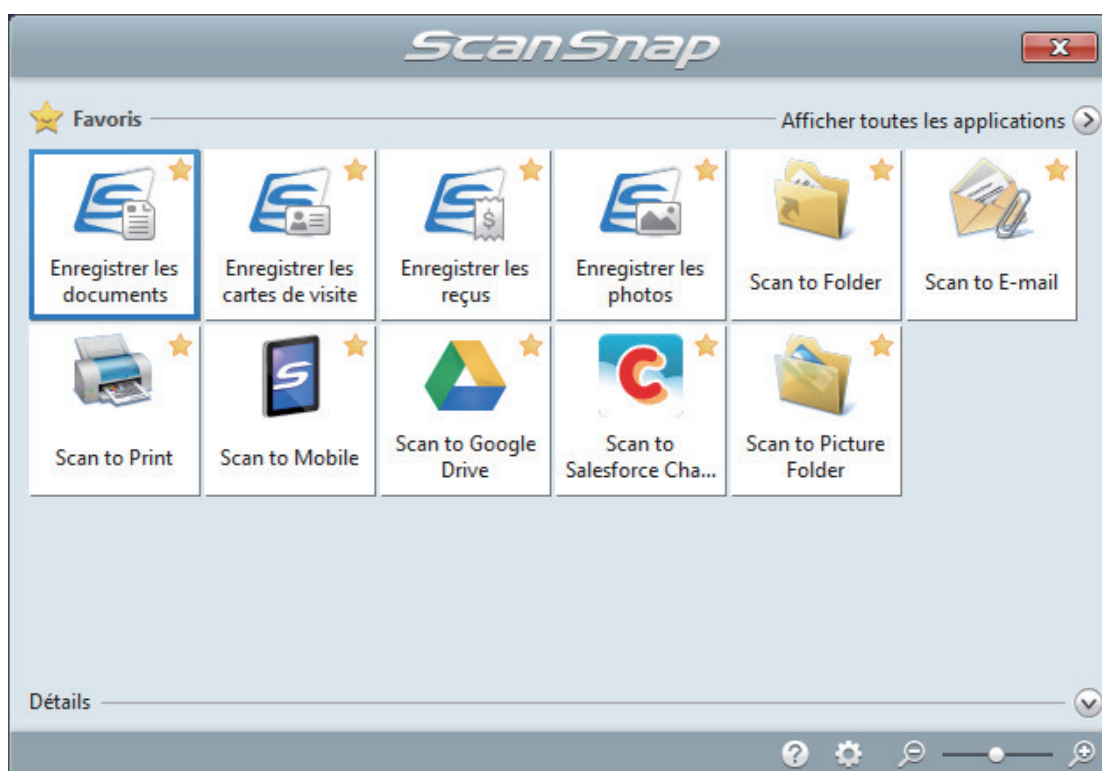 ScanSnap
Favoris
Afficher toutes les applications
Enregistrer les
documents
Enregistrer les
cartes de visite
Enregistrer les
reçus
Enregistrer les
photos
Scan to Folder
Scan to E-mail
Scan to Print
Scan to Mobile
Scan to Google
Drive
Scan to
Salesforce Cha...
Scan to Picture
Folder
Détails